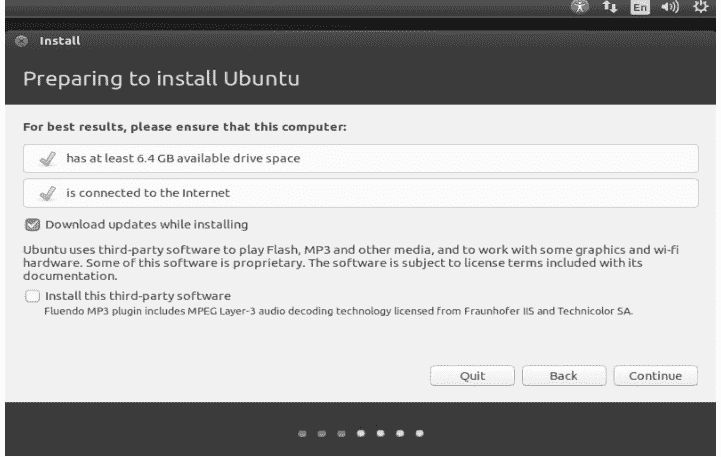 En
Install
Preparing to install Ubuntu
For best results, please ensure that this computer:
has at least 6.4 GB available drive space
is connected to the Internet
Download updates while installing
Ubuntu uses third-party software to play Flash, MP3 and other media, and to work with some graphics and wi-fi
hardware. Some of this software is proprietary. The software is subject to license terms included with its
documentation.
Install this third-party software
Fluendo MP3 plugin includes MPEG Layer-3 audio decoding technology licensed from Fraunhofer IIS and Technicolor SA.
Quit Back Continue